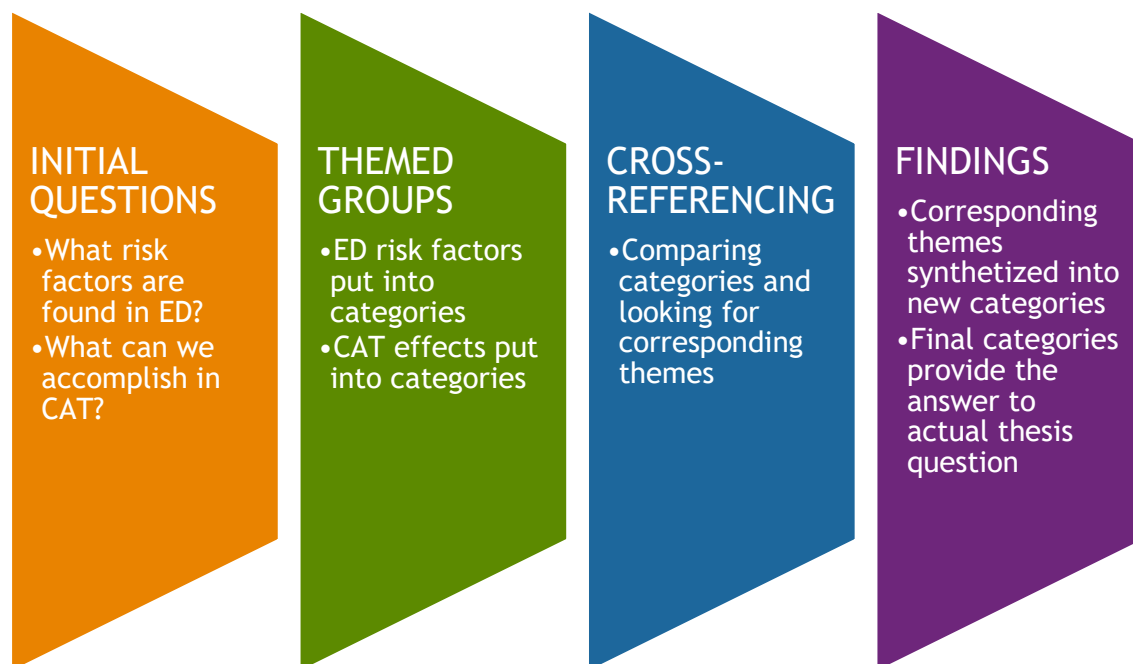 INITIAL
QUESTIONS
•What risk
factors are
found in ED?
•What can we
accomplish in
CAT?
THEMED
GROUPS
•ED risk factors
put into
categories
•CAT effects put
into categories
CROSS-
REFERENCING
•Comparing
categories and
looking for
corresponding
themes
FINDINGS
•Corresponding
themes
synthetized into
new categories
•Final categories
provide the
answer to
actual thesis
question